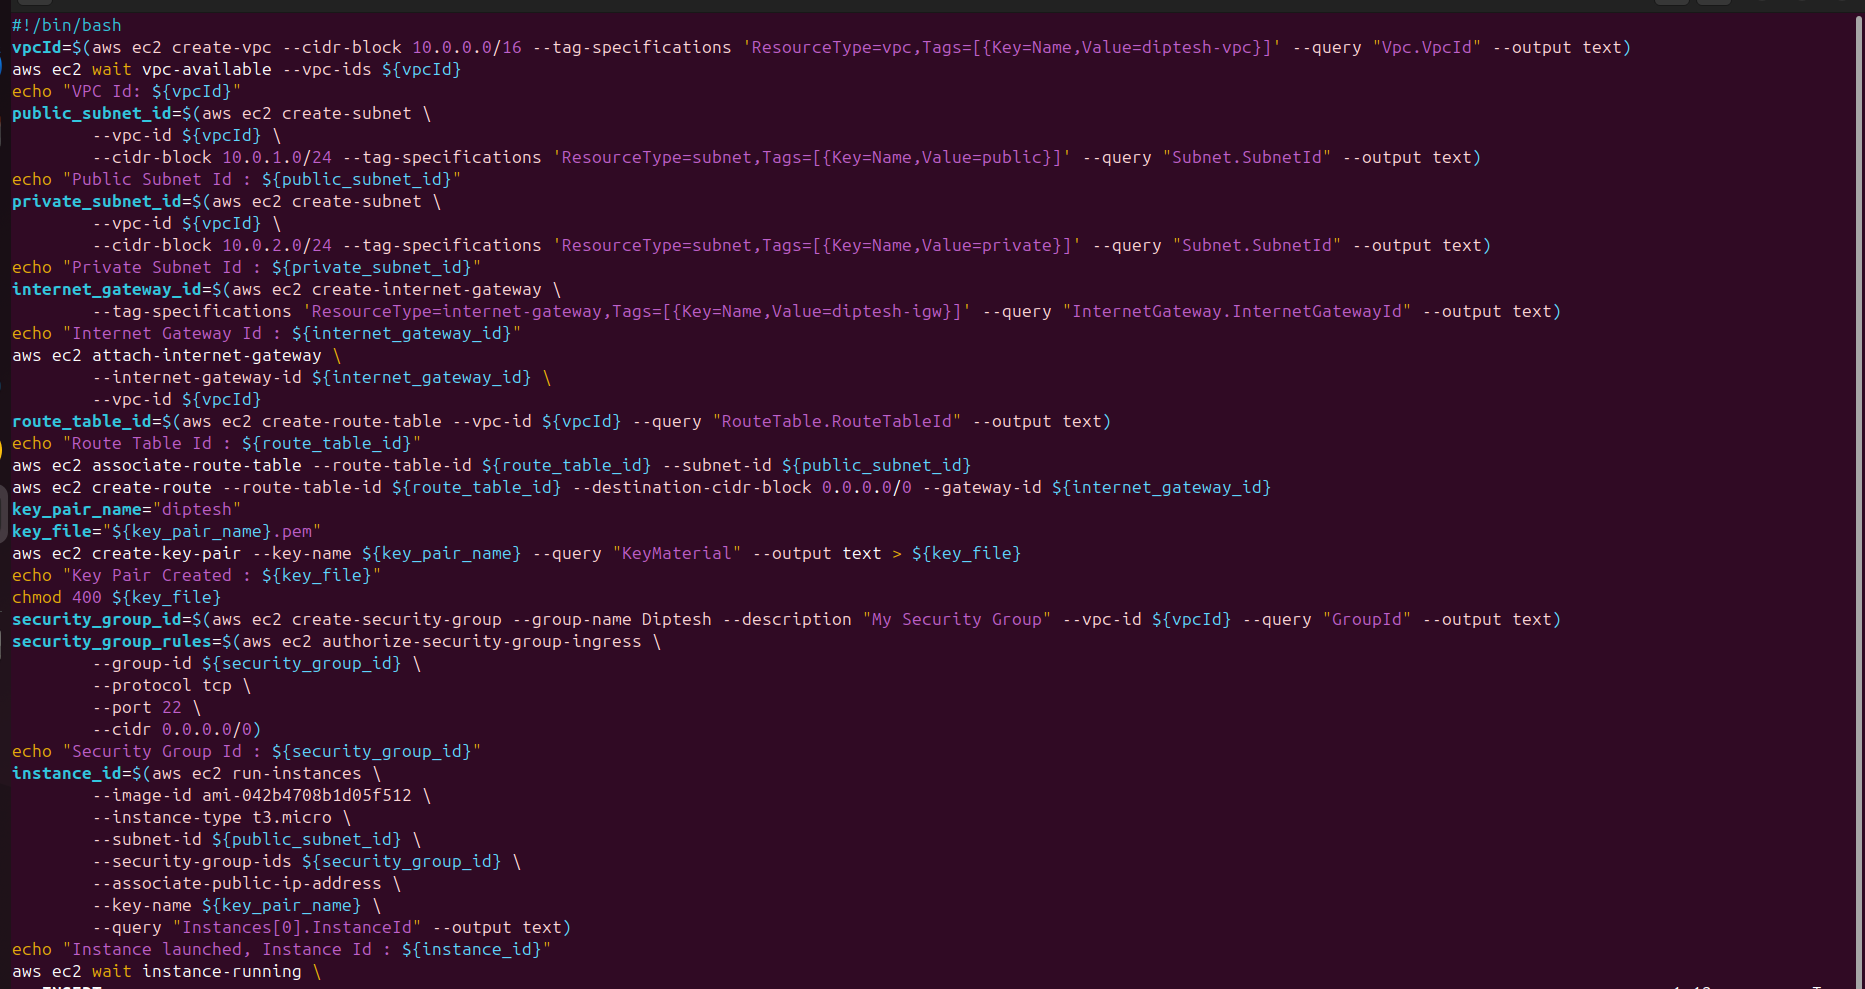 #!/bin/bash
vpcId=$(aws ec2 create-vpc --cidr-block 10.0.0.0/16 --tag-specifications 'ResourceType=vpc,Tags=[{Key=Name,Value=diptesh-vpc}]' --query "Vpc.VpcId" --output text)
aws ec2 wait vpc-available --vpc-ids ${vpcId}
echo "VPC Id: ${vpcId}"
public_subnet_id=$(aws ec2 create-subnet \
        --vpc-id ${vpcId} \
        --cidr-block 10.0.1.0/24 --tag-specifications 'ResourceType=subnet,Tags=[{Key=Name,Value=public}]' --query "Subnet.SubnetId" --output text)
echo "Public Subnet Id : ${public_subnet_id}"
private_subnet_id=$(aws ec2 create-subnet \
        --vpc-id ${vpcId} \
        --cidr-block 10.0.2.0/24 --tag-specifications 'ResourceType=subnet,Tags=[{Key=Name,Value=private}]' --query "Subnet.SubnetId" --output text)
echo "Private Subnet Id : ${private_subnet_id}"
internet_gateway_id=$(aws ec2 create-internet-gateway \
        --tag-specifications 'ResourceType=internet-gateway,Tags=[{Key=Name,Value=diptesh-igw}]' --query "InternetGateway.InternetGatewayId" --output text)
echo "Internet Gateway Id : ${internet_gateway_id}"
aws ec2 attach-internet-gateway \
        --internet-gateway-id ${internet_gateway_id} \
        --vpc-id ${vpcId}
route_table_id=$(aws ec2 create-route-table --vpc-id ${vpcId} --query "RouteTable.RouteTableId" --output text)
echo "Route Table Id : ${route_table_id}"
aws ec2 associate-route-table --route-table-id ${route_table_id} --subnet-id ${public_subnet_id}
aws ec2 create-route --route-table-id ${route_table_id} --destination-cidr-block 0.0.0.0/0 --gateway-id ${internet_gateway_id}
key_pair_name="diptesh"
key_file="${key_pair_name}.pem"
aws ec2 create-key-pair --key-name ${key_pair_name} --query "KeyMaterial" --output text > ${key_file}
echo "Key Pair Created : ${key_file}"
chmod 400 ${key_file}
security_group_id=$(aws ec2 create-security-group --group-name Diptesh --description "My Security Group" --vpc-id ${vpcId} --query "GroupId" --output text)
security_group_rules=$(aws ec2 authorize-security-group-ingress \
        --group-id ${security_group_id} \
        --protocol tcp \
        --port 22 \
        --cidr 0.0.0.0/0)
echo "Security Group Id : ${security_group_id}"
instance_id=$(aws ec2 run-instances \
        --image-id ami-042b4708b1d05f512 \
        --instance-type t3.micro \
        --subnet-id ${public_subnet_id} \
        --security-group-ids ${security_group_id} \
        --associate-public-ip-address \
        --key-name ${key_pair_name} \
        --query "Instances[0].InstanceId" --output text)
echo "Instance launched, Instance Id : ${instance_id}"
aws ec2 wait instance-running \